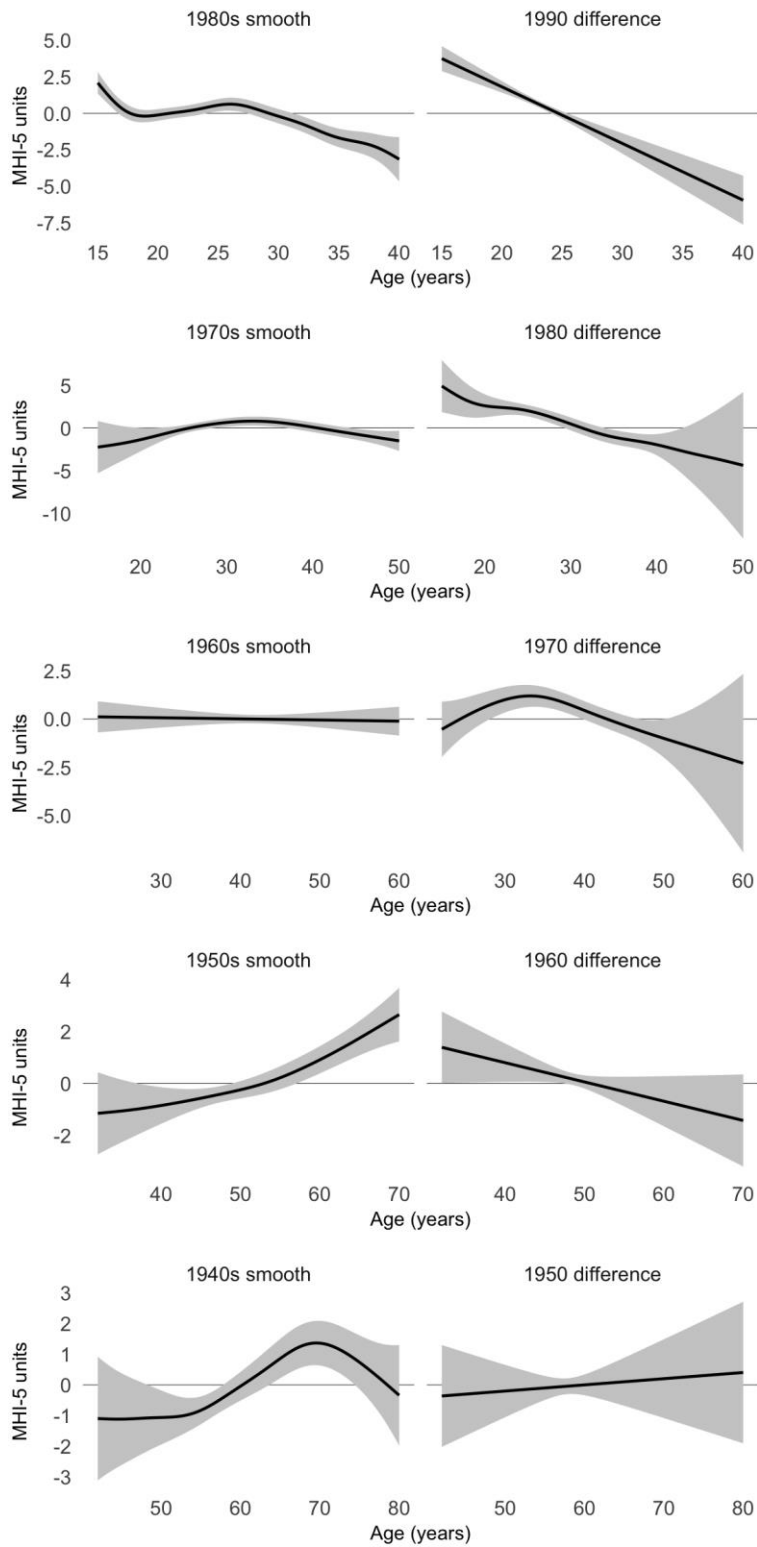 1980s smooth 1990 difference
5.0
2.5
0.0
-2.5
-5.0
-7.5
MHI-5 units
15 20 25 30 35 40 15 20 25 30 35 40
Age (years)
1970s smooth 1980 difference
5
0
-5
-10
MHI-5 units
20 30 40 50 20 30 40 50
Age (years)
1960s smooth 1970 difference
2.5
0.0
-2.5
-5.0
MHI-5 units
30 40 50 60 30 40 50 60
Age (years)
1950s smooth 1960 difference
4
2
0
-2
MHI-5 units
40 50 60 70 40 50 60 70
Age (years)
1940s smooth 1950 difference
3
2
1
0
-1
-2
-3
MHI-5 units
50 60 70 80 50 60 70 80
Age (years)